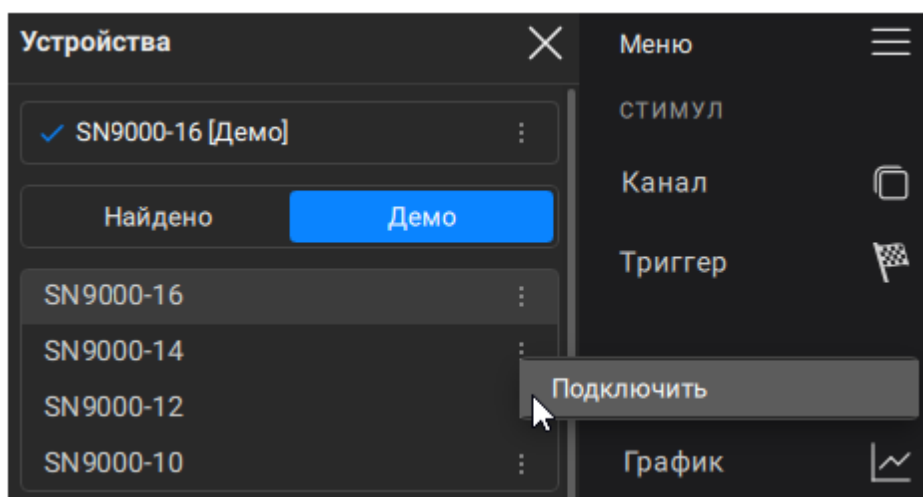 Устройства
SN9000-16 [Демо]
Найдено Демо
SN9000-16
SN9000-14
SN9000-12
SN9000-10
Меню
СТИМУЛ
Канал
Триггер
Подключить
График